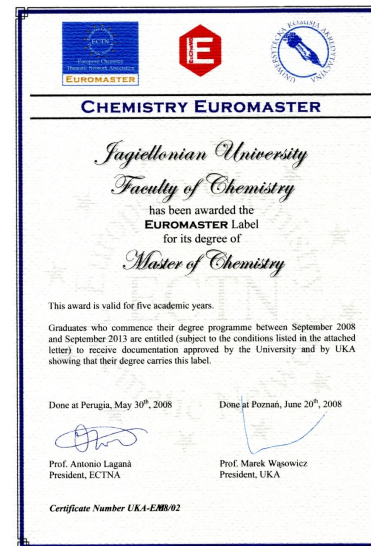 ECTN
European Chemistry
Thematic Network Association
EUROMASTER
UNIWERSYTECKA KOMISJA AKREDYTACYJNA
CHEMISTRY EUROMASTER
Jagiellonian University
Faculty of Chemistry
has been awarded the
EUROMASTER Label
for its degree of
Master of Chemistry
This award is valid for five academic years.
Graduates who commence their degree programme between September 2008
and September 2013 are entitled (subject to the conditions listed in the attached
letter) to receive documentation approved by the University and by UKA
showing that their degree carries this label.
Done at Perugia, May 30th, 2008
Done at Poznań, June 20th, 2008
Prof. Antonio Laganà
President, ECTNA
Prof. Marek Wąsowicz
President, UKA
Certificate Number UKA-EM8/02